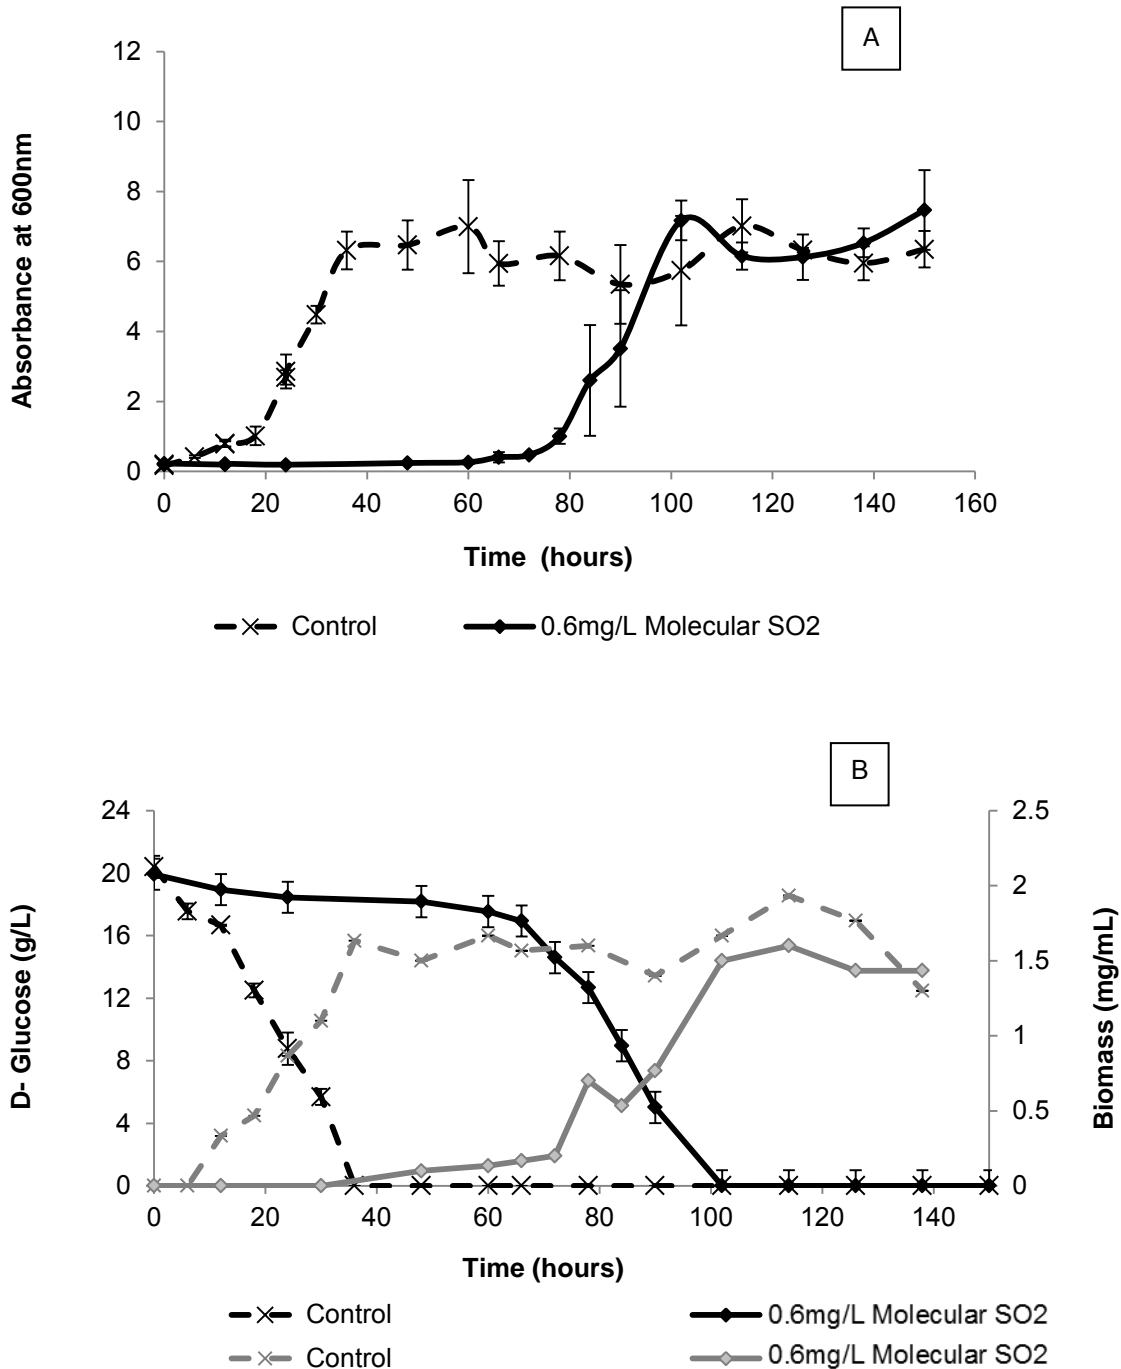 A
12
10
8
6
4
2
0
Absorbance at 600nm
0 20 40 60 80 100 120 140 160
Time (hours)
Control 0.6mg/L Molecular SO2
B
24
20
16
12
8
4
0
D- Glucose (g/L)
2.5
2
1.5
1
0.5
0
Biomass (mg/mL)
0 20 40 60 80 100 120 140
Time (hours)
Control 0.6mg/L Molecular SO2
Control 0.6mg/L Molecular SO2